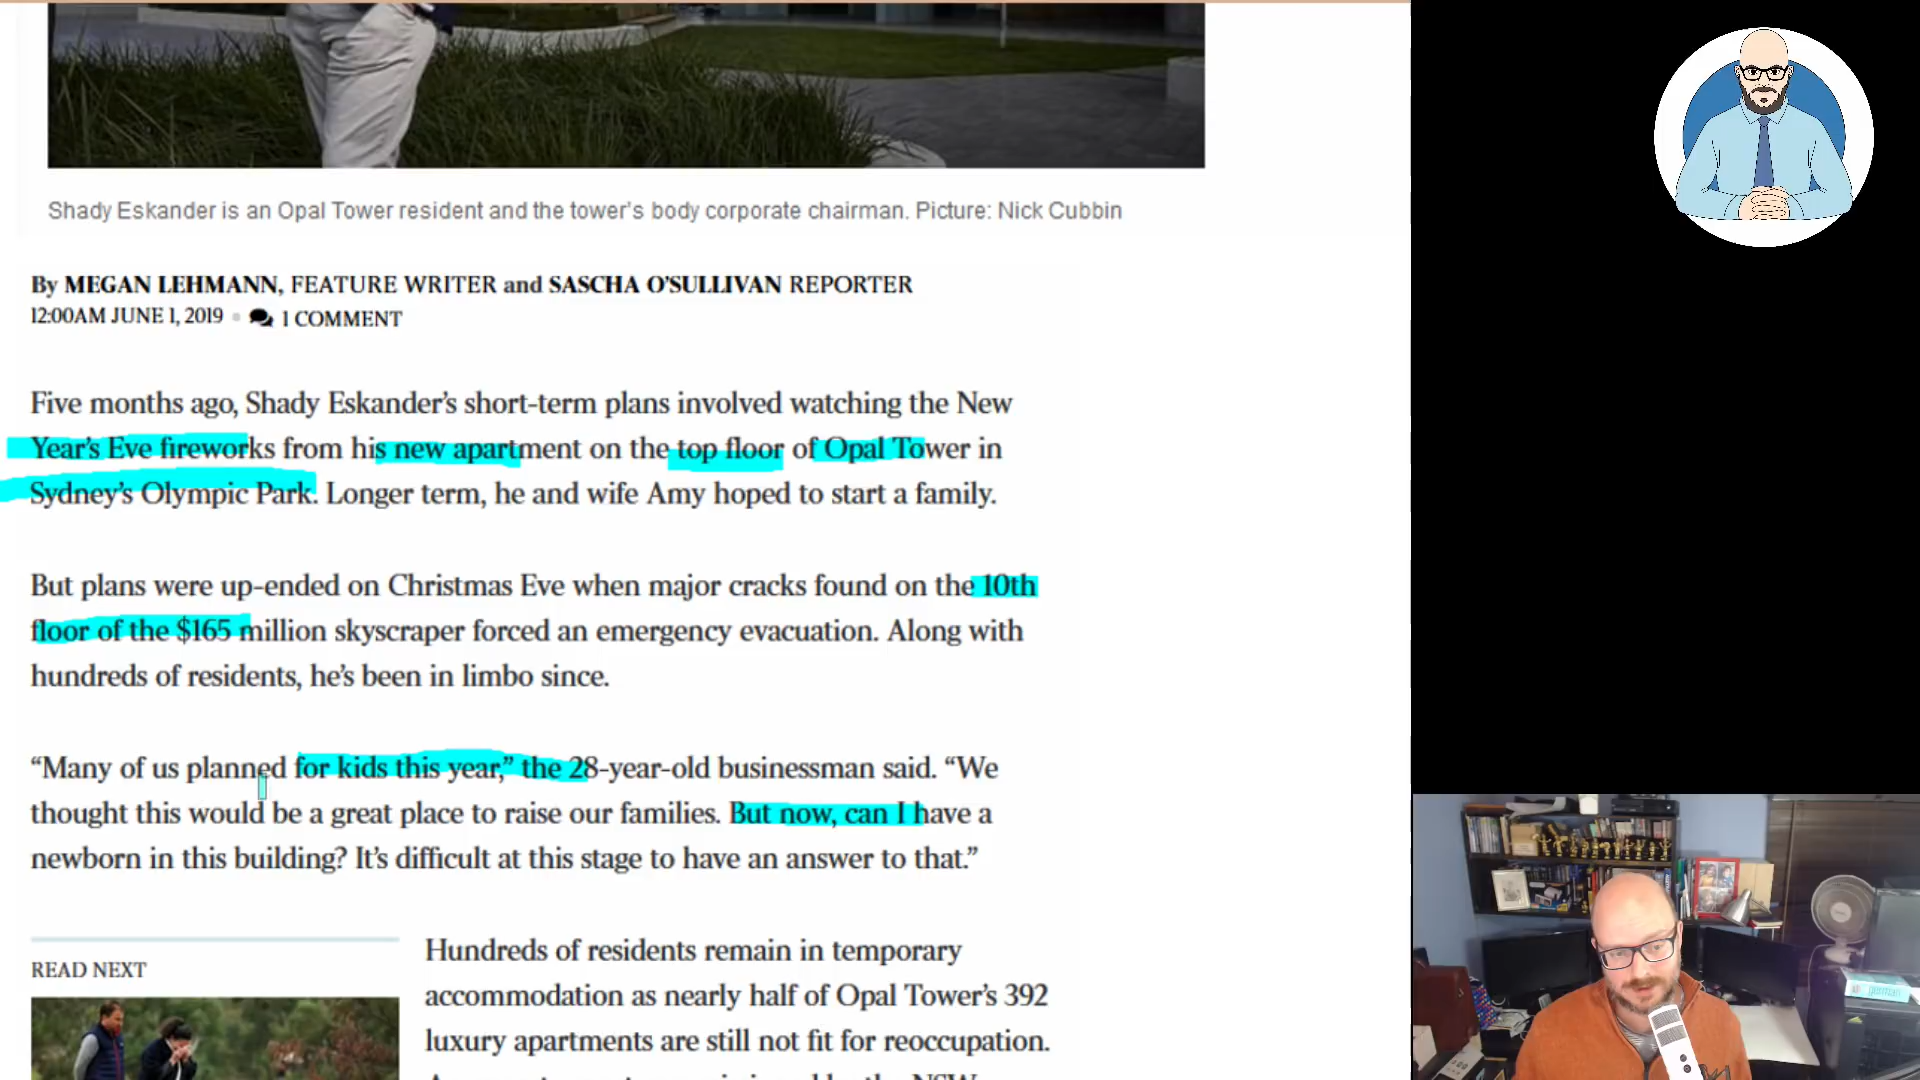 Shady Eskander is an Opal Tower resident and the tower's body corporate chairman. Picture: Nick Cubbin
By MEGAN LEHMANN, FEATURE WRITER and SASCHA O'SULLIVAN REPORTER
12:00AM JUNE 1, 2019 • 1 COMMENT
Five months ago, Shady Eskander's short-term plans involved watching the New
Year's Eve fireworks from his new apartment on the top floor of Opal Tower in
Sydney's Olympic Park. Longer term, he and wife Amy hoped to start a family.
But plans were up-ended on Christmas Eve when major cracks found on the 10th
floor of the $165 million skyscraper forced an emergency evacuation. Along with
hundreds of residents, he's been in limbo since.
“Many of us planned for kids this year,” the 28-year-old businessman said. “We
thought this would be a great place to raise our families. But now, can I have a
newborn in this building? It's difficult at this stage to have an answer to that.”
READ NEXT
Hundreds of residents remain in temporary
accommodation as nearly half of Opal Tower's 392
luxury apartments are still not fit for reoccupation.